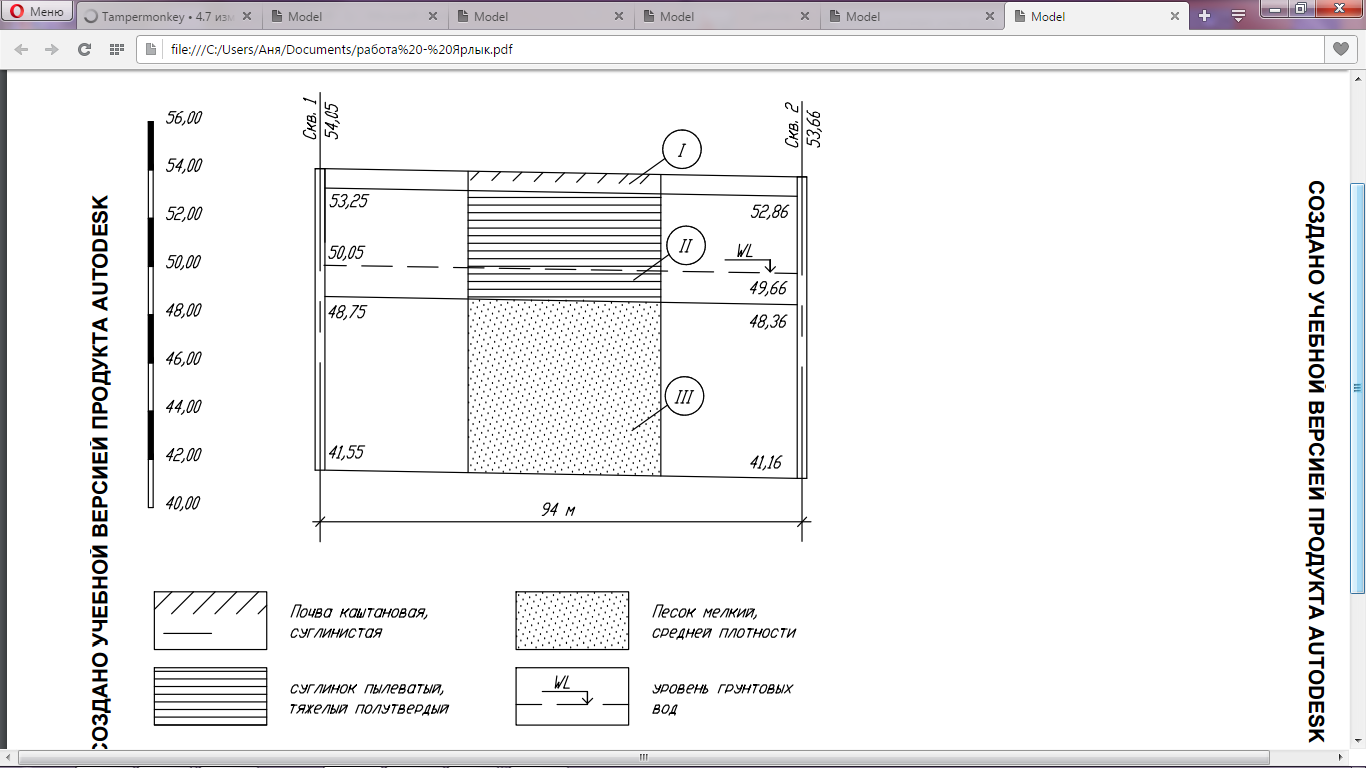 Меню
Tampermonkey • 4.7 изм
Model
Model
Model
Model
Model
file:///C:/Users/Аня/Documents/работа%20-%20Ярлык.pdf
СОЗДАНО УЧЕБНОЙ ВЕРСИЕЙ ПРОДУКТА AUTODESK
56,00
54,00
52,00
50,00
48,00
46,00
44,00
42,00
40,00
Скв. 1
54,05
Скв. 2
53,66
I
53,25
52,86
II
50,05
WL
49,66
48,75
48,36
III
41,55
41,16
94 м
Почва каштановая,
суглинистая
Песок мелкий,
средней плотности
суглинок пылеватый,
тяжелый полутвердый
WL
уровень грунтовых
вод
СОЗДАНО УЧЕБНОЙ ВЕРСИЕЙ ПРОДУКТА AUTODESK